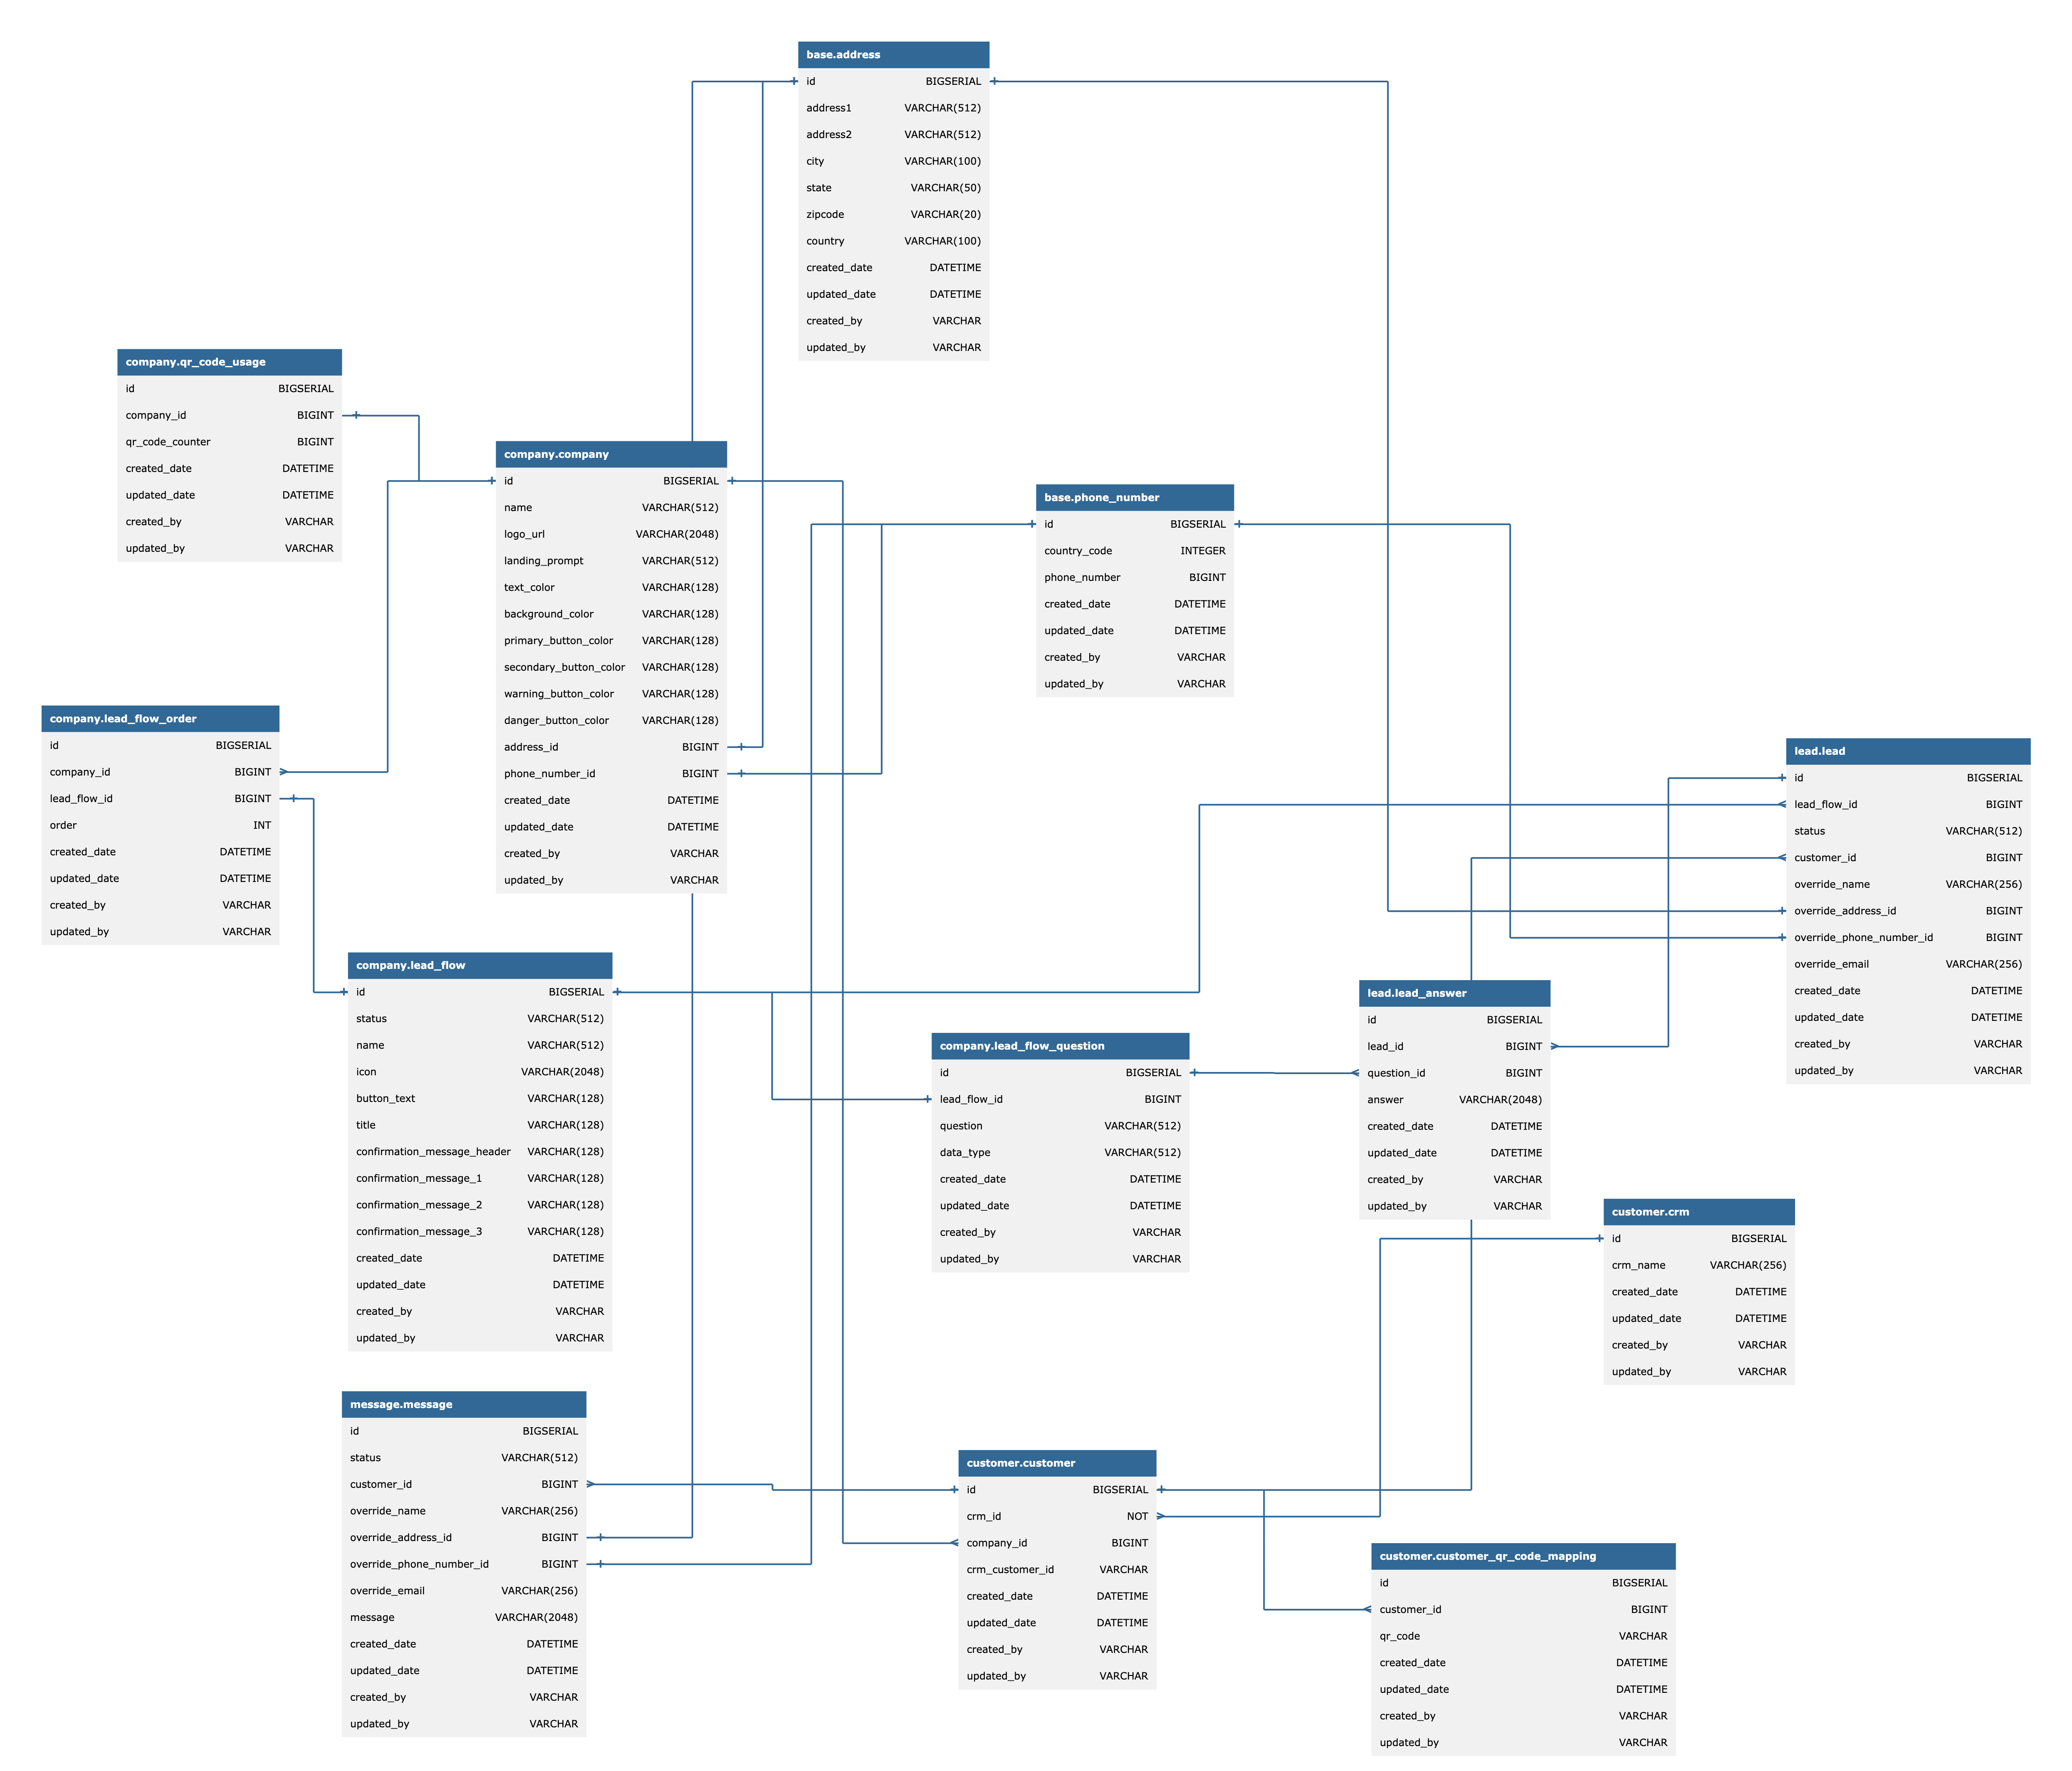 base.address
id BIGSERIAL
address1 VARCHAR(512)
address2 VARCHAR(512)
city VARCHAR(100)
state VARCHAR(50)
zipcode VARCHAR(20)
country VARCHAR(100)
created_date DATETIME
updated_date DATETIME
created_by VARCHAR
updated_by VARCHAR
company.qr_code_usage
id BIGSERIAL
company_id BIGINT
qr_code_counter BIGINT
created_date DATETIME
updated_date DATETIME
created_by VARCHAR
updated_by VARCHAR
company.company
id BIGSERIAL
name VARCHAR(512)
logo_url VARCHAR(2048)
landing_prompt VARCHAR(512)
text_color VARCHAR(128)
background_color VARCHAR(128)
primary_button_color VARCHAR(128)
secondary_button_color VARCHAR(128)
warning_button_color VARCHAR(128)
danger_button_color VARCHAR(128)
address_id BIGINT
phone_number_id BIGINT
created_date DATETIME
updated_date DATETIME
created_by VARCHAR
updated_by VARCHAR
base.phone_number
id BIGSERIAL
country_code INTEGER
phone_number BIGINT
created_date DATETIME
updated_date DATETIME
created_by VARCHAR
updated_by VARCHAR
company.lead_flow_order
id BIGSERIAL
company_id BIGINT
lead_flow_id BIGINT
order INT
created_date DATETIME
updated_date DATETIME
created_by VARCHAR
updated_by VARCHAR
lead.lead
id BIGSERIAL
lead_flow_id BIGINT
status VARCHAR(512)
customer_id BIGINT
override_name VARCHAR(256)
override_address_id BIGINT
override_phone_number_id BIGINT
override_email VARCHAR(256)
created_date DATETIME
updated_date DATETIME
created_by VARCHAR
updated_by VARCHAR
company.lead_flow
id BIGSERIAL
status VARCHAR(512)
name VARCHAR(512)
icon VARCHAR(2048)
button_text VARCHAR(128)
title VARCHAR(128)
confirmation_message_header VARCHAR(128)
confirmation_message_1 VARCHAR(128)
confirmation_message_2 VARCHAR(128)
confirmation_message_3 VARCHAR(128)
created_date DATETIME
updated_date DATETIME
created_by VARCHAR
updated_by VARCHAR
lead.lead_answer
id BIGSERIAL
lead_id BIGINT
question_id BIGINT
answer VARCHAR(2048)
created_date DATETIME
updated_date DATETIME
created_by VARCHAR
updated_by VARCHAR
company.lead_flow_question
id BIGSERIAL
lead_flow_id BIGINT
question VARCHAR(512)
data_type VARCHAR(512)
created_date DATETIME
updated_date DATETIME
created_by VARCHAR
updated_by VARCHAR
customer.crm
id BIGSERIAL
crm_name VARCHAR(256)
created_date DATETIME
updated_date DATETIME
created_by VARCHAR
updated_by VARCHAR
message.message
id BIGSERIAL
status VARCHAR(512)
customer_id BIGINT
override_name VARCHAR(256)
override_address_id BIGINT
override_phone_number_id BIGINT
override_email VARCHAR(256)
message VARCHAR(2048)
created_date DATETIME
updated_date DATETIME
created_by VARCHAR
updated_by VARCHAR
customer.customer
id BIGSERIAL
crm_id NOT
company_id BIGINT
crm_customer_id VARCHAR
created_date DATETIME
updated_date DATETIME
created_by VARCHAR
updated_by VARCHAR
customer.customer_qr_code_mapping
id BIGSERIAL
customer_id BIGINT
qr_code VARCHAR
created_date DATETIME
updated_date DATETIME
created_by VARCHAR
updated_by VARCHAR